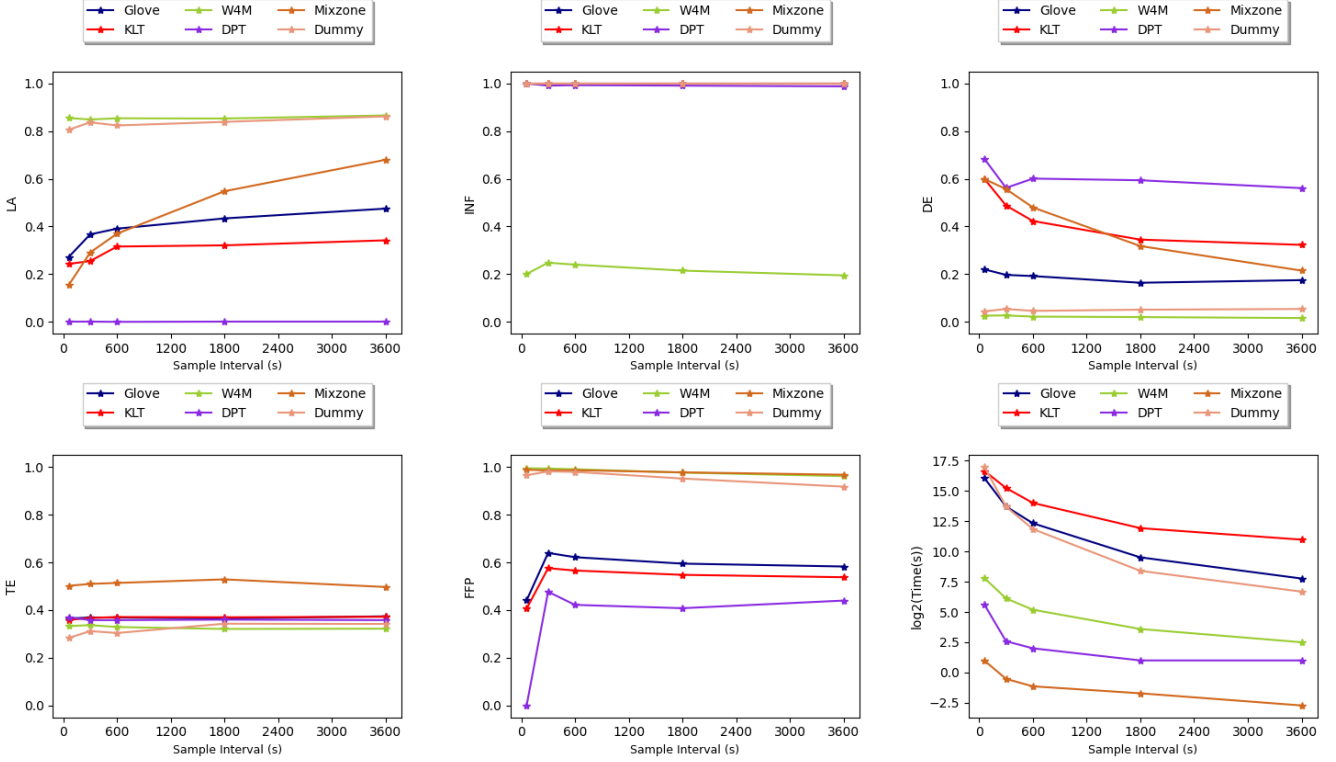 Glove W4M Mixzone
KLT DPT Dummy
1.0
0.8
0.6
0.4
0.2
0.0
LA
0 600 1200 1800 2400 3000 3600
Sample Interval (s)
Glove W4M Mixzone
KLT DPT Dummy
1.0
0.8
0.6
0.4
0.2
0.0
INF
0 600 1200 1800 2400 3000 3600
Sample Interval (s)
Glove W4M Mixzone
KLT DPT Dummy
1.0
0.8
0.6
0.4
0.2
0.0
DE
0 600 1200 1800 2400 3000 3600
Sample Interval (s)
Glove W4M Mixzone
KLT DPT Dummy
1.0
0.8
0.6
0.4
0.2
0.0
TE
0 600 1200 1800 2400 3000 3600
Sample Interval (s)
Glove W4M Mixzone
KLT DPT Dummy
1.0
0.8
0.6
0.4
0.2
0.0
FFP
0 600 1200 1800 2400 3000 3600
Sample Interval (s)
Glove W4M Mixzone
KLT DPT Dummy
17.5
15.0
12.5
10.0
7.5
5.0
2.5
0.0
−2.5
log2(Time(s))
0 600 1200 1800 2400 3000 3600
Sample Interval (s)